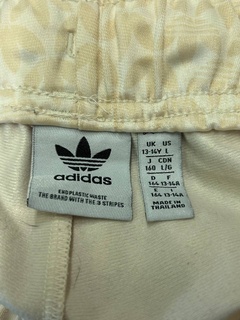 adidas
END PLASTIC WASTE
THE BRAND WITH THE 3 STRIPES
UK US
13-14Y L
J CDN
160 L/G
D F
164 13-14A
E I
164 13-14A
MADE IN
THAILAND